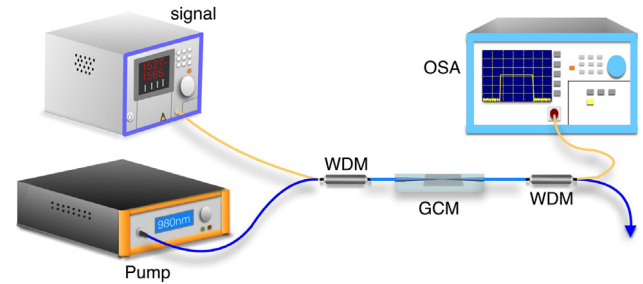 signal
1527-
1565
OSA
WDM
GCM
WDM
980nm
Pump